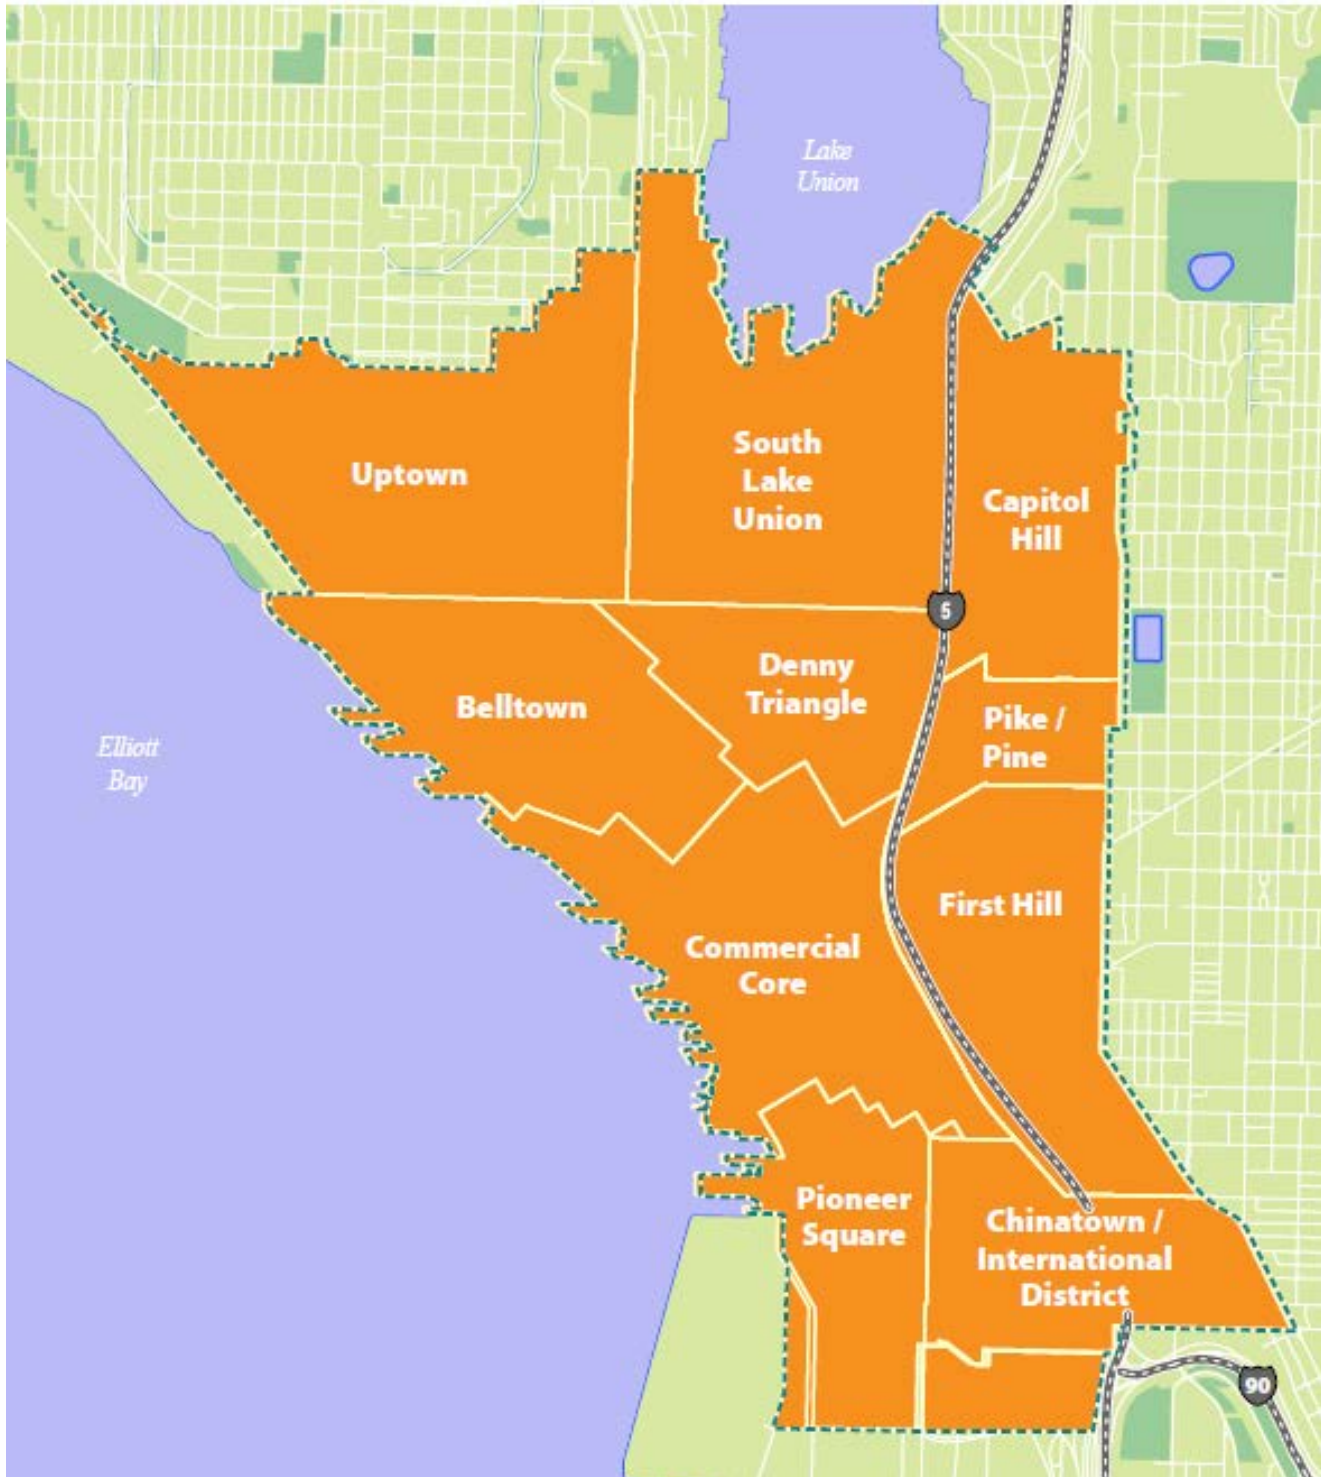 Lake
Union
Uptown
South
Lake
Union
Capitol
Hill
5
Denny
Triangle
Belltown
Pike /
Pine
Elliott
Bay
First Hill
Commercial
Core
Pioneer
Square
Chinatown /
International
District
90